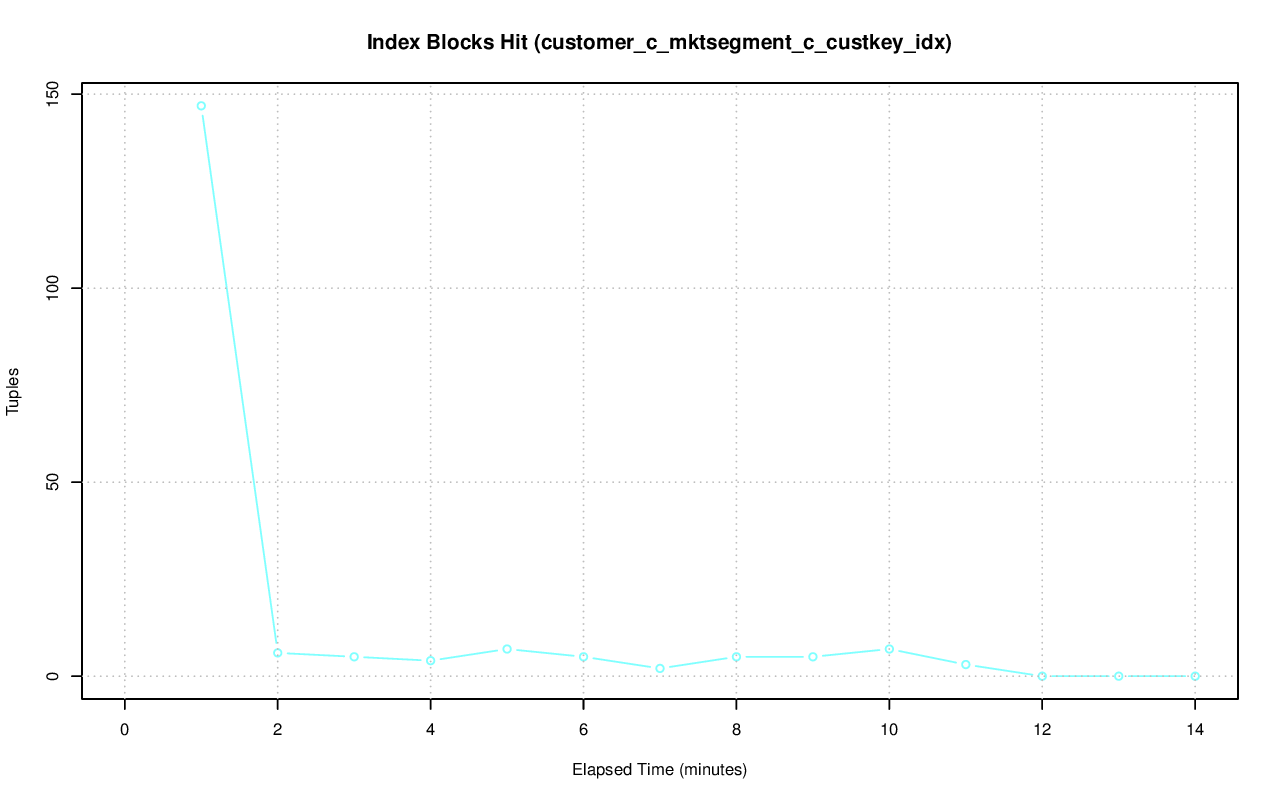 Index Blocks Hit (customer_c_mktsegment_c_custkey_idx)
150
100
50
0
Tuples
0 2 4 6 8 10 12 14
Elapsed Time (minutes)